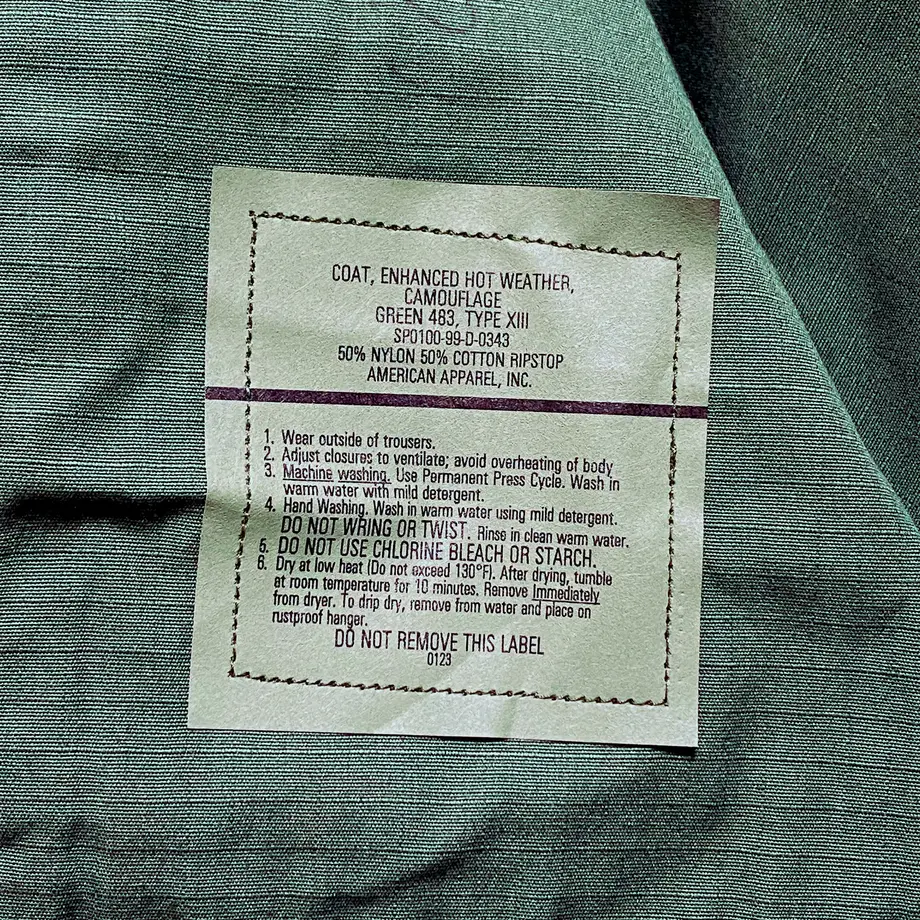 COAT, ENHANCED HOT WEATHER,
CAMOUFLAGE
GREEN 483, TYPE XIII
SP0100-99-D-0343
50% NYLON 50% COTTON RIPSTOP
AMERICAN APPAREL, INC.
1. Wear outside of trousers.
2. Adjust closures to ventilate; avoid overheating of body
3. Machine washing. Use Permanent Press Cycle. Wash in
warm water with mild detergent.
4. Hand Washing. Wash in warm water using mild detergent.
DO NOT WRING OR TWIST. Rinse in clean warm water.
5. DO NOT USE CHLORINE BLEACH OR STARCH.
6. Dry at low heat (Do not exceed 130°F). After drying, tumble
at room temperature for 10 minutes. Remove Immediately
from dryer. To drip dry, remove from water and place on
rustproof hanger.
DO NOT REMOVE THIS LABEL
0123